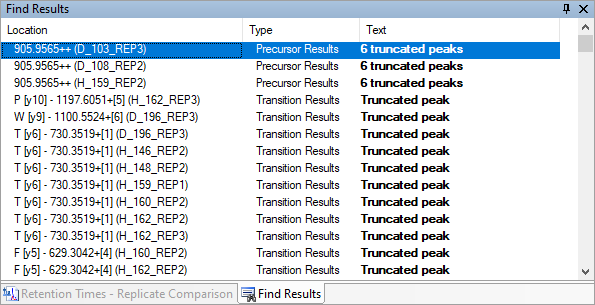 Find Results
Location Type Text
905.9565++ (D_103_REP3) Precursor Results 6 truncated peaks
905.9565++ (D_108_REP2) Precursor Results 6 truncated peaks
905.9565++ (H_159_REP2) Precursor Results 6 truncated peaks
P [y10] - 1197.6051+[5] (H_162_REP3) Transition Results Truncated peak
W [y9] - 1100.5524+[6] (D_196_REP3) Transition Results Truncated peak
T [y6] - 730.3519+[1] (D_196_REP3) Transition Results Truncated peak
T [y6] - 730.3519+[1] (H_146_REP2) Transition Results Truncated peak
T [y6] - 730.3519+[1] (H_148_REP2) Transition Results Truncated peak
T [y6] - 730.3519+[1] (H_159_REP1) Transition Results Truncated peak
T [y6] - 730.3519+[1] (H_160_REP2) Transition Results Truncated peak
T [y6] - 730.3519+[1] (H_162_REP2) Transition Results Truncated peak
T [y6] - 730.3519+[1] (H_162_REP3) Transition Results Truncated peak
F [y5] - 629.3042+[4] (H_160_REP2) Transition Results Truncated peak
F [y5] - 629.3042+[4] (H_162_REP2) Transition Results Truncated peak
Retention Times - Replicate Comparison Find Results